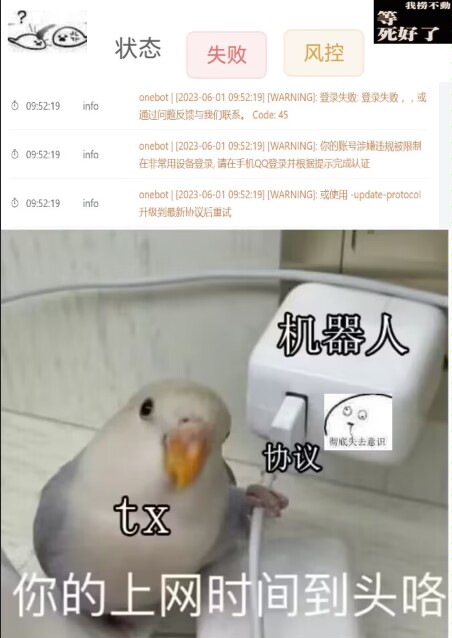 ?
我捞不動
等
死好了
状态
失败
风控
09:52:19 info onebot | [2023-06-01 09:52:19] [WARNING]: 登录失败: 登录失败，, 或
通过问题反馈与我们联系。 Code: 45
09:52:19 info onebot | [2023-06-01 09:52:19] [WARNING]: 你的账号涉嫌违规被限制
在非常用设备登录, 请在手机QQ登录并根据提示完成认证
09:52:19 info onebot | [2023-06-01 09:52:19] [WARNING]: 或使用 -update-protocol
升级到最新协议后重试
机器人
彻底失去意识
协议
tx
你的上网时间到头咯